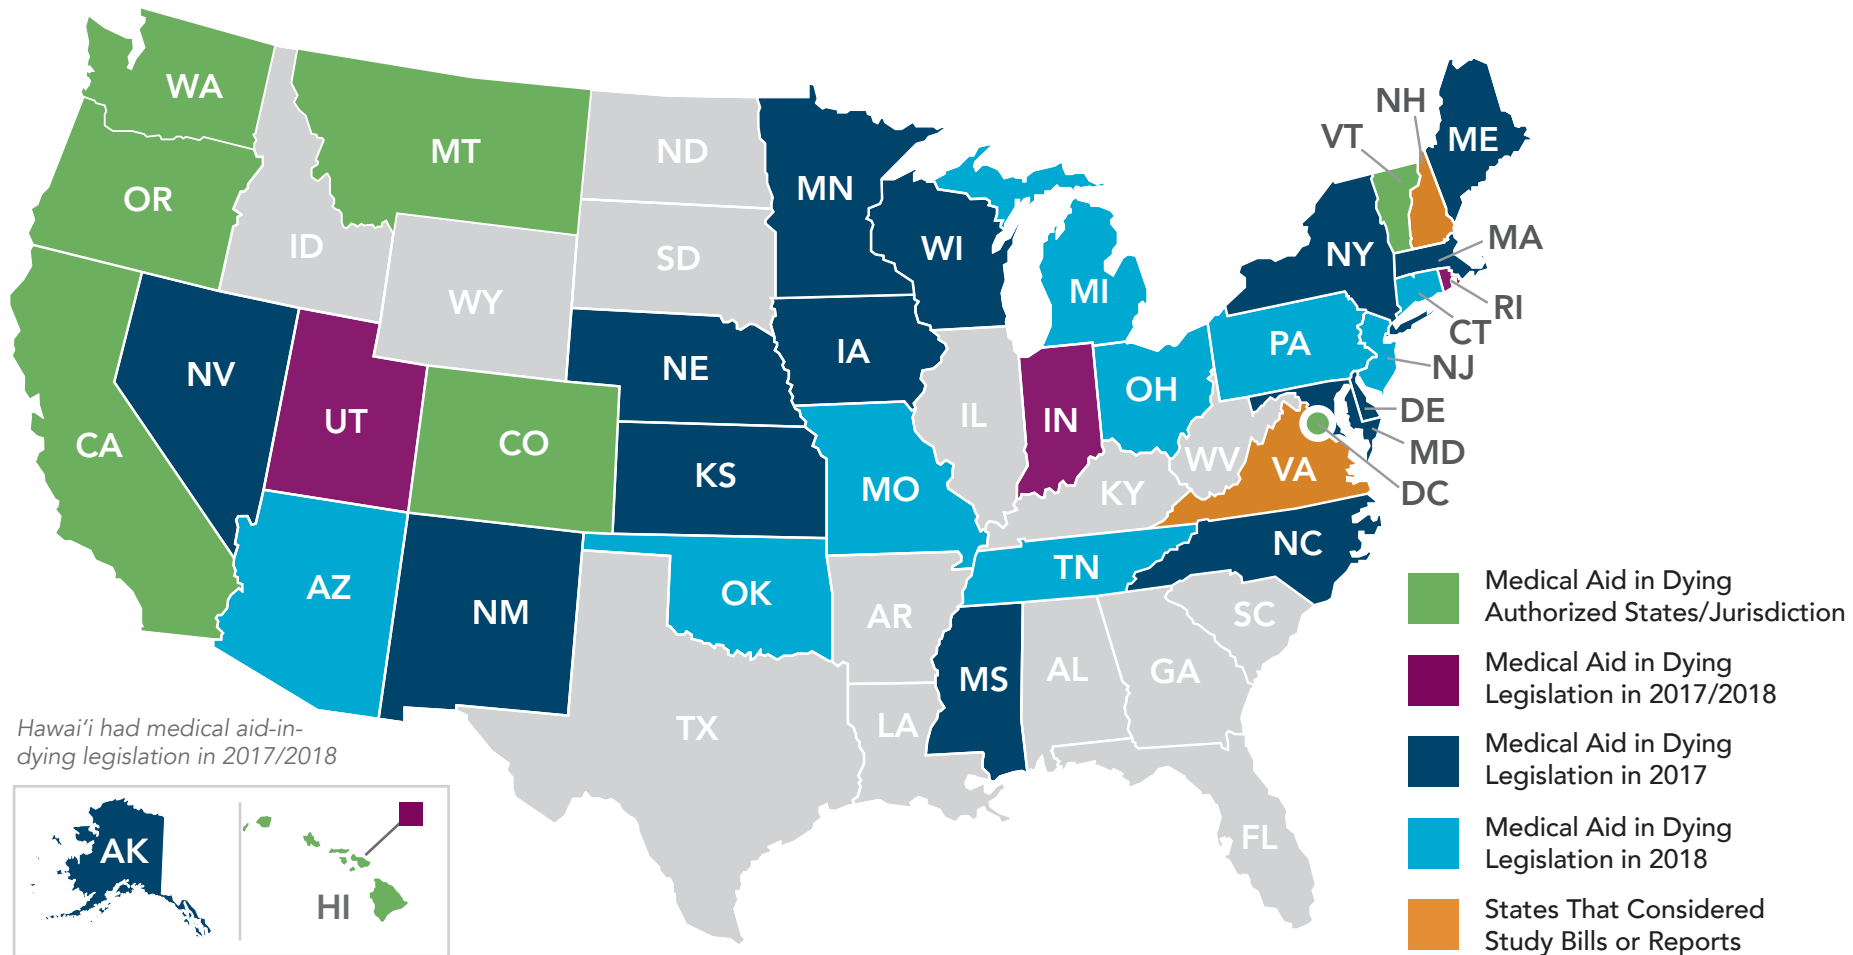 WA
OR
CA
NV
ID
MT
WY
UT
CO
AZ
NM
ND
SD
NE
KS
OK
TX
MN
IA
MO
AR
LA
WI
IL
MI
IN
OH
KY
TN
MS
AL
GA
FL
SC
NC
VA
WV
PA
NY
VT
NH
ME
MA
RI
CT
NJ
DE
MD
DC
Hawai‘i had medical aid-in-
dying legislation in 2017/2018
AK
HI
Medical Aid in Dying
Authorized States/Jurisdiction
Medical Aid in Dying
Legislation in 2017/2018
Medical Aid in Dying
Legislation in 2017
Medical Aid in Dying
Legislation in 2018
States That Considered
Study Bills or Reports